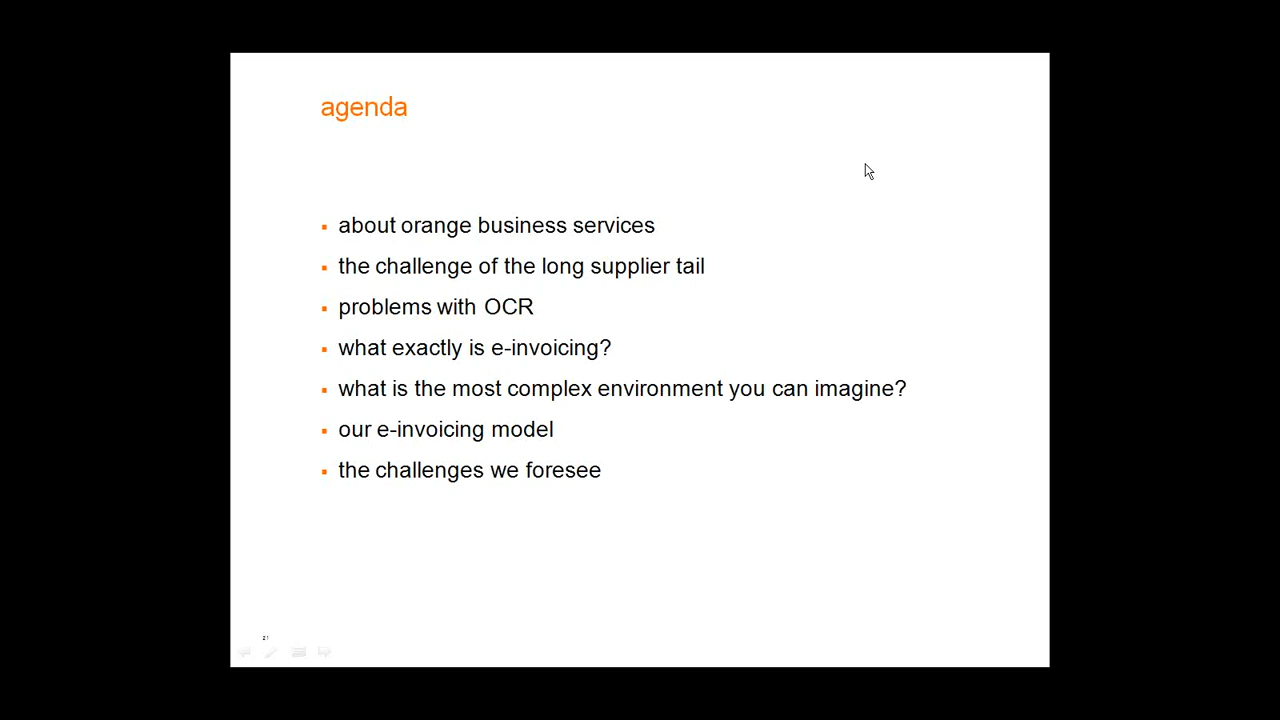 agenda
about orange business services
the challenge of the long supplier tail
problems with OCR
what exactly is e-invoicing?
what is the most complex environment you can imagine?
our e-invoicing model
the challenges we foresee
21